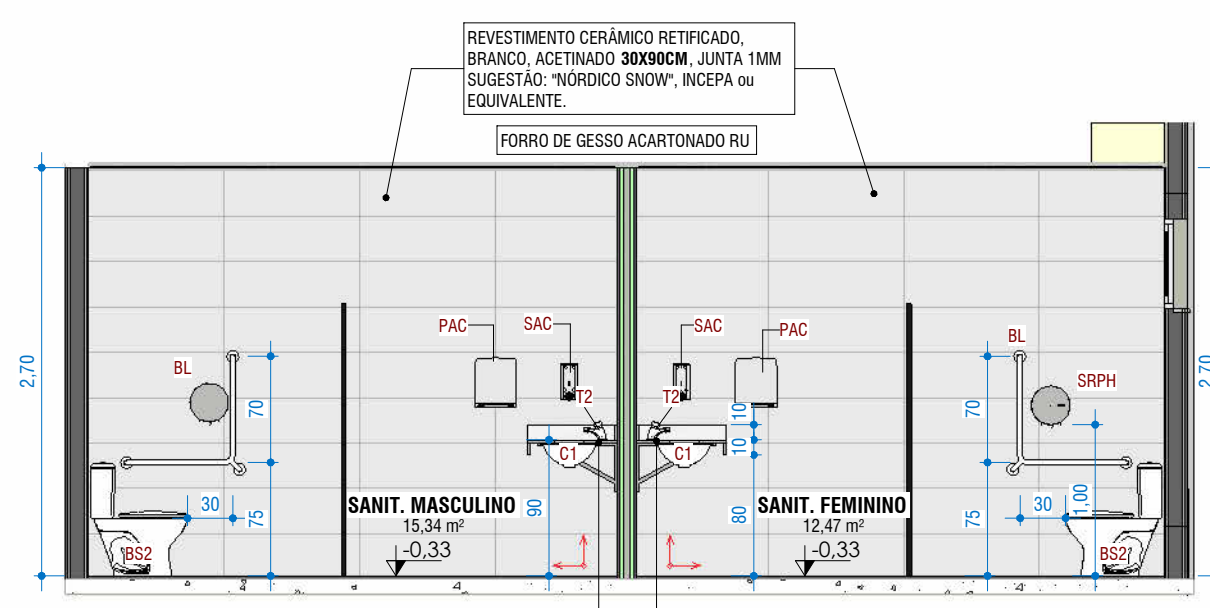 REVESTIMENTO CERÂMICO RETIFICADO,
BRANCO, ACETINADO 30X90CM, JUNTA 1MM
SUGESTÃO: "NÓRDICO SNOW", INCEPA ou
EQUIVALENTE.
FORRO DE GESSO ACARTONADO RU
2,70
2,70
PAC
SAC
SAC
PAC
BL
BL
SRPH
T2
T2
70
10
70
10
C1
C1
30
75
90
80
75
30
1,00
SANIT. MASCULINO
15,34 m²
-0,33
SANIT. FEMININO
12,47 m²
-0,33
BS2
BS2